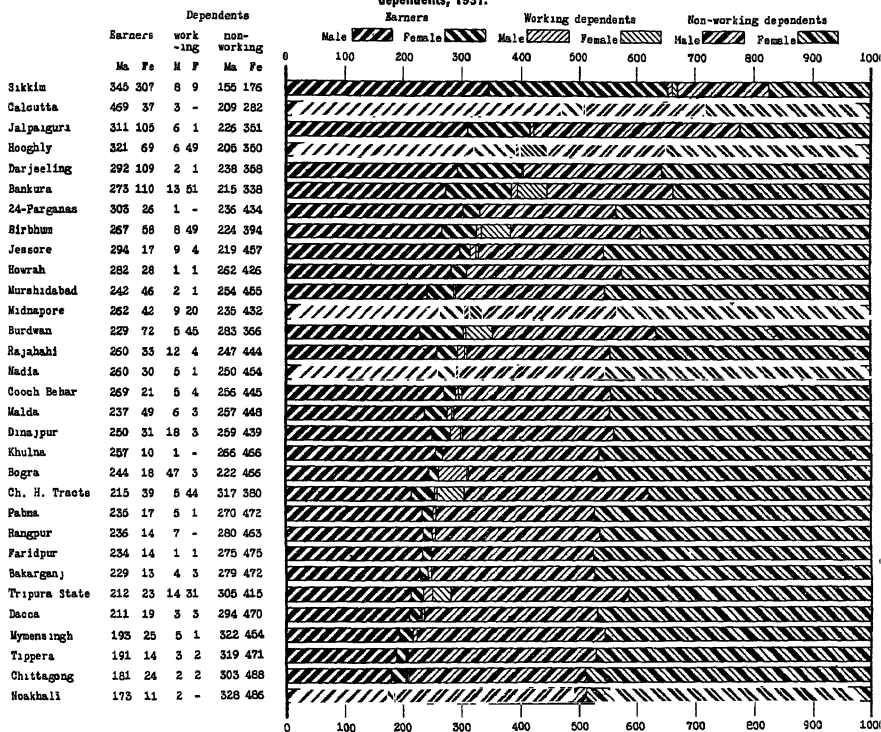 dependents, 1931.
Dependents
Earners
Working dependents
Non-working dependents
Earners work non-
-ing working
Male Female Male Female Male Female
Ma Fe M F Ma Fe
0 100 200 300 400 500 600 700 800 900 1000
Sikkim 345 307 8 9 155 176
Calcutta 469 37 3 - 209 282
Jalpaiguri 311 105 6 1 226 351
Hooghly 321 69 6 49 205 350
Darjeeling 292 109 2 1 238 358
Bankura 273 110 13 51 215 338
24-Parganas 303 26 1 - 236 434
Birbhum 267 58 8 49 224 394
Jessore 294 17 9 4 219 457
Howrah 282 28 1 1 262 426
Murshidabad 242 46 2 1 254 455
Midnapore 262 42 9 20 235 432
Burdwan 229 72 5 45 283 366
Rajahahi 260 33 12 4 247 444
Nadia 260 30 5 1 250 454
Cooch Behar 269 21 5 4 256 445
Malda 237 49 6 3 257 448
Dinajpur 250 31 18 3 259 439
Khulna 257 10 1 - 266 466
Bogra 244 18 47 3 222 466
Ch. H. Tracts 215 39 5 44 317 380
Pabna 235 17 5 1 270 472
Rangpur 236 14 7 - 280 463
Faridpur 234 14 1 1 275 475
Bakarganj 229 13 4 3 279 472
Tripura State 212 23 14 31 305 415
Dacca 211 19 3 3 294 470
Mymensingh 193 25 5 1 322 454
Tippera 191 14 3 2 319 471
Chittagong 181 24 2 2 303 488
Noakhali 173 11 2 - 328 486
0 100 200 300 400 500 600 700 800 900 1000